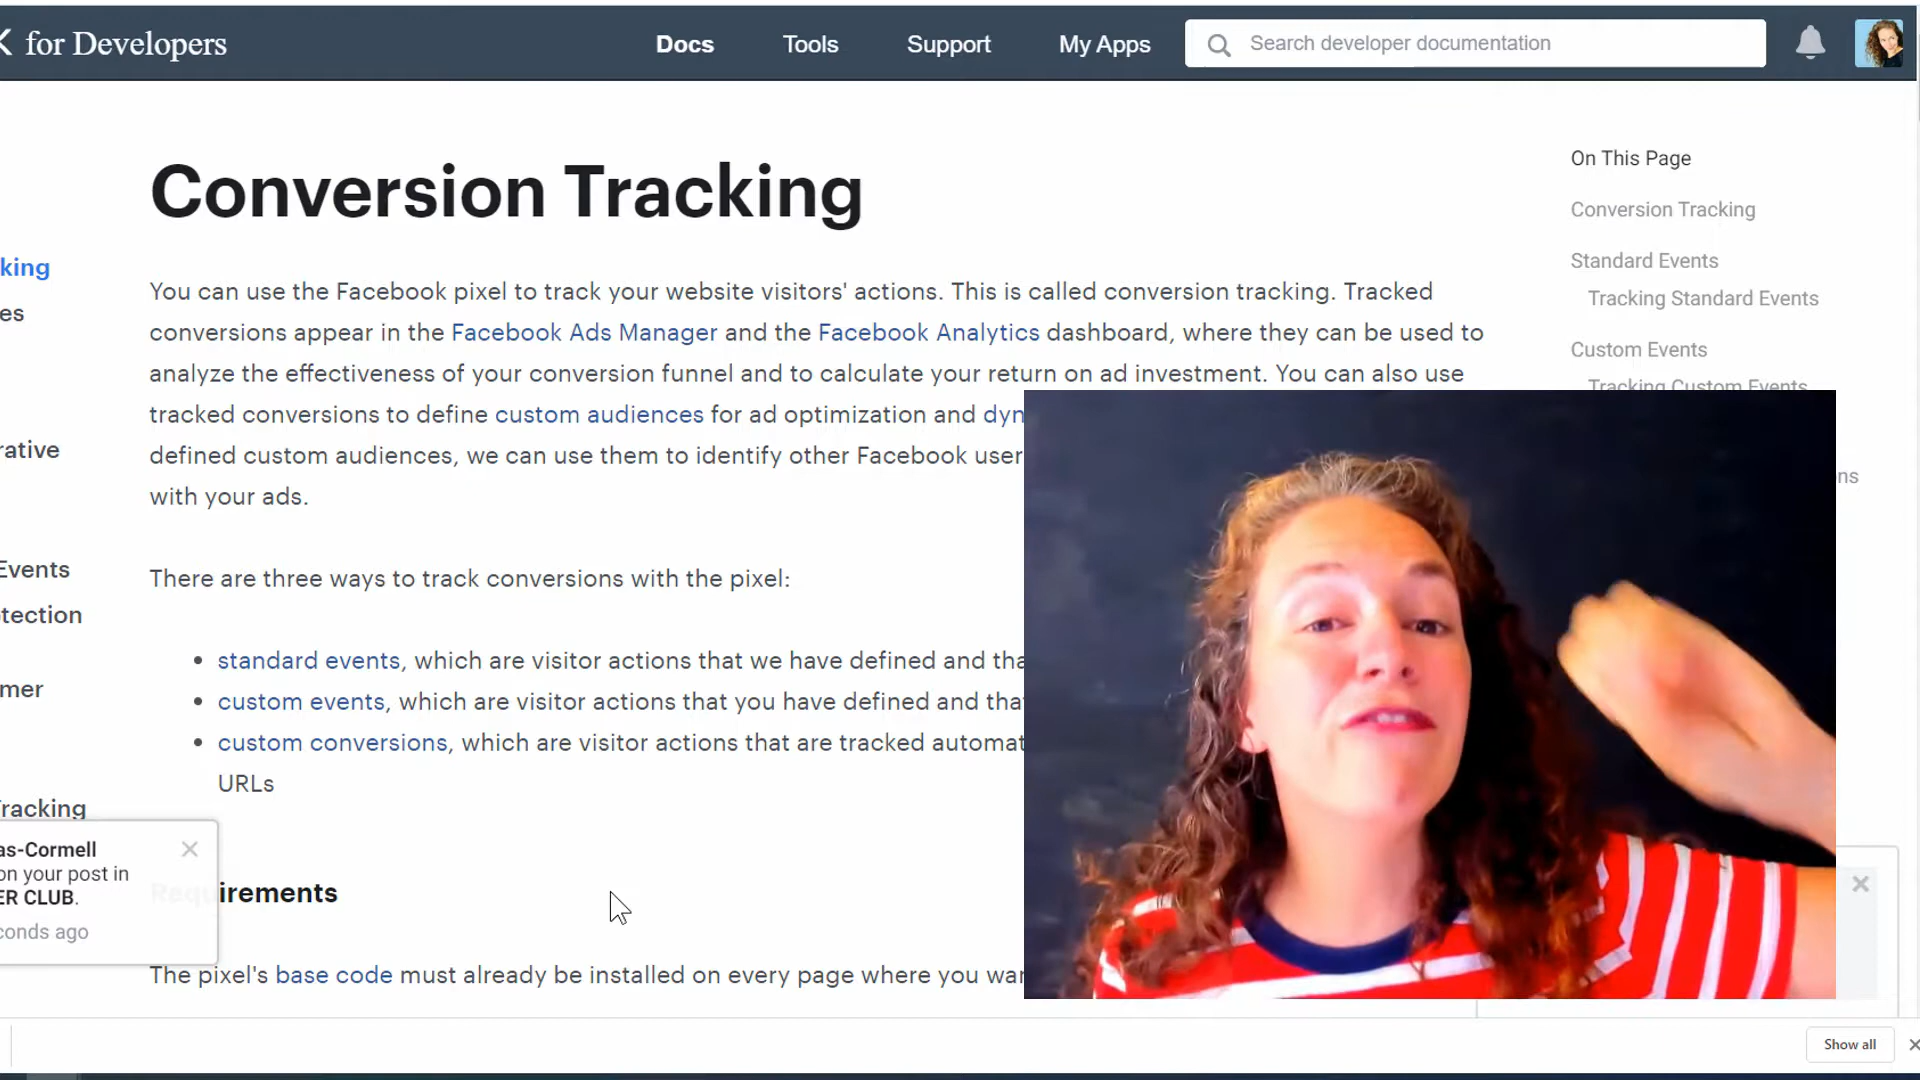 for Developers
Docs
Tools
Support
My Apps
Search developer documentation
Conversion Tracking
You can use the Facebook pixel to track your website visitors' actions. This is called conversion tracking. Tracked
conversions appear in the Facebook Ads Manager and the Facebook Analytics dashboard, where they can be used to
analyze the effectiveness of your conversion funnel and to calculate your return on ad investment. You can also use
tracked conversions to define custom audiences for ad optimization and dyn
defined custom audiences, we can use them to identify other Facebook user
with your ads.
There are three ways to track conversions with the pixel:
• standard events, which are visitor actions that we have defined and tha
• custom events, which are visitor actions that you have defined and tha
• custom conversions, which are visitor actions that are tracked automat
URLs
Requirements
The pixel's base code must already be installed on every page where you wa
On This Page
Conversion Tracking
Standard Events
Tracking Standard Events
Custom Events
Tracking Custom Events
ns
king
es
rative
Events
tection
mer
Tracking
as-Cormell
on your post in
ER CLUB.
conds ago
Show all